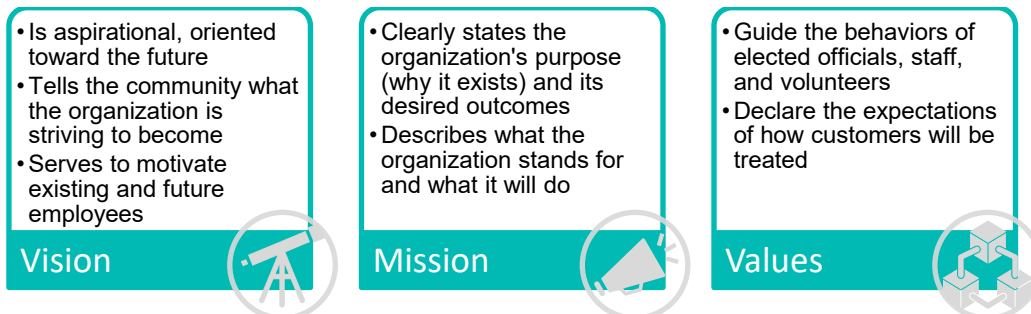 • Is aspirational, oriented
toward the future
• Tells the community what
the organization is
striving to become
• Serves to motivate
existing and future
employees
Vision
• Clearly states the
organization's purpose
(why it exists) and its
desired outcomes
• Describes what the
organization stands for
and what it will do
Mission
• Guide the behaviors of
elected officials, staff,
and volunteers
• Declare the expectations
of how customers will be
treated
Values